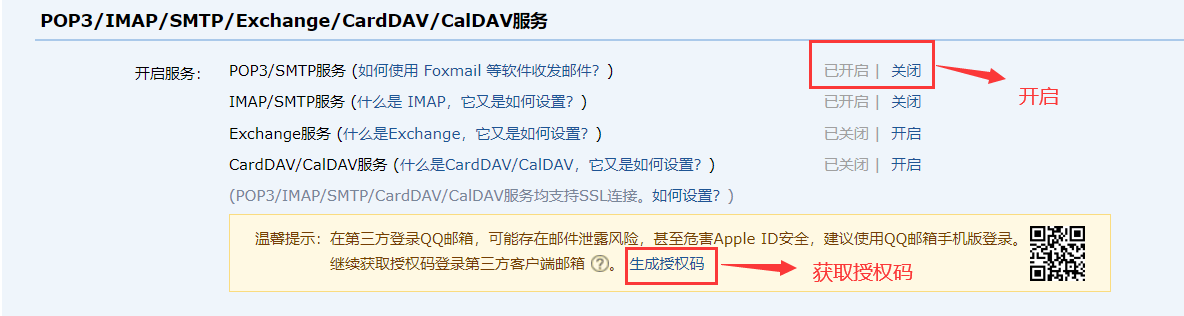 POP3/IMAP/SMTP/Exchange/CardDAV/CalDAV服务
开启服务： POP3/SMTP服务 (如何使用 Foxmail 等软件收发邮件？) 已开启 | 关闭
开启
IMAP/SMTP服务 (什么是 IMAP，它又是如何设置？) 已开启 | 关闭
Exchange服务 (什么是Exchange，它又是如何设置？) 已关闭 | 开启
CardDAV/CalDAV服务 (什么是CardDAV/CalDAV，它又是如何设置？) 已关闭 | 开启
(POP3/IMAP/SMTP/CardDAV/CalDAV服务均支持SSL连接。如何设置？)
温馨提示：在第三方登录QQ邮箱，可能存在邮件泄露风险，甚至危害Apple ID安全，建议使用QQ邮箱手机版登录。
继续获取授权码登录第三方客户端邮箱 ? 。 生成授权码
获取授权码